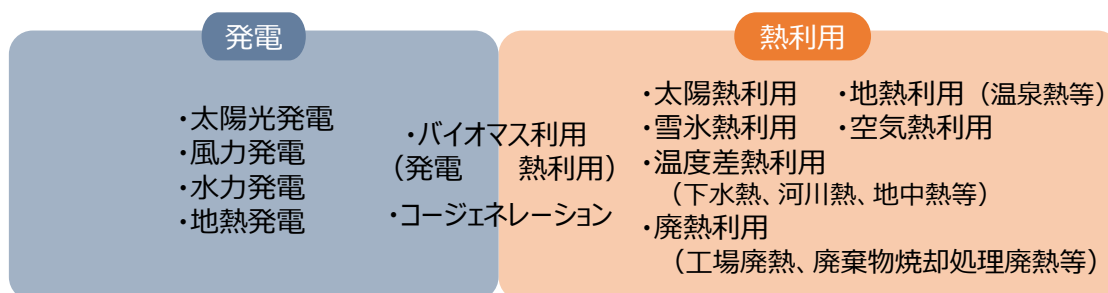 発電
・太陽光発電
・風力発電
・水力発電
・地熱発電
・バイオマス利用
（発電　熱利用）
・コージェネレーション
熱利用
・太陽熱利用　・地熱利用（温泉熱等）
・雪氷熱利用　・空気熱利用
・温度差熱利用
（下水熱、河川熱、地中熱等）
・廃熱利用
（工場廃熱、廃棄物焼却処理廃熱等）